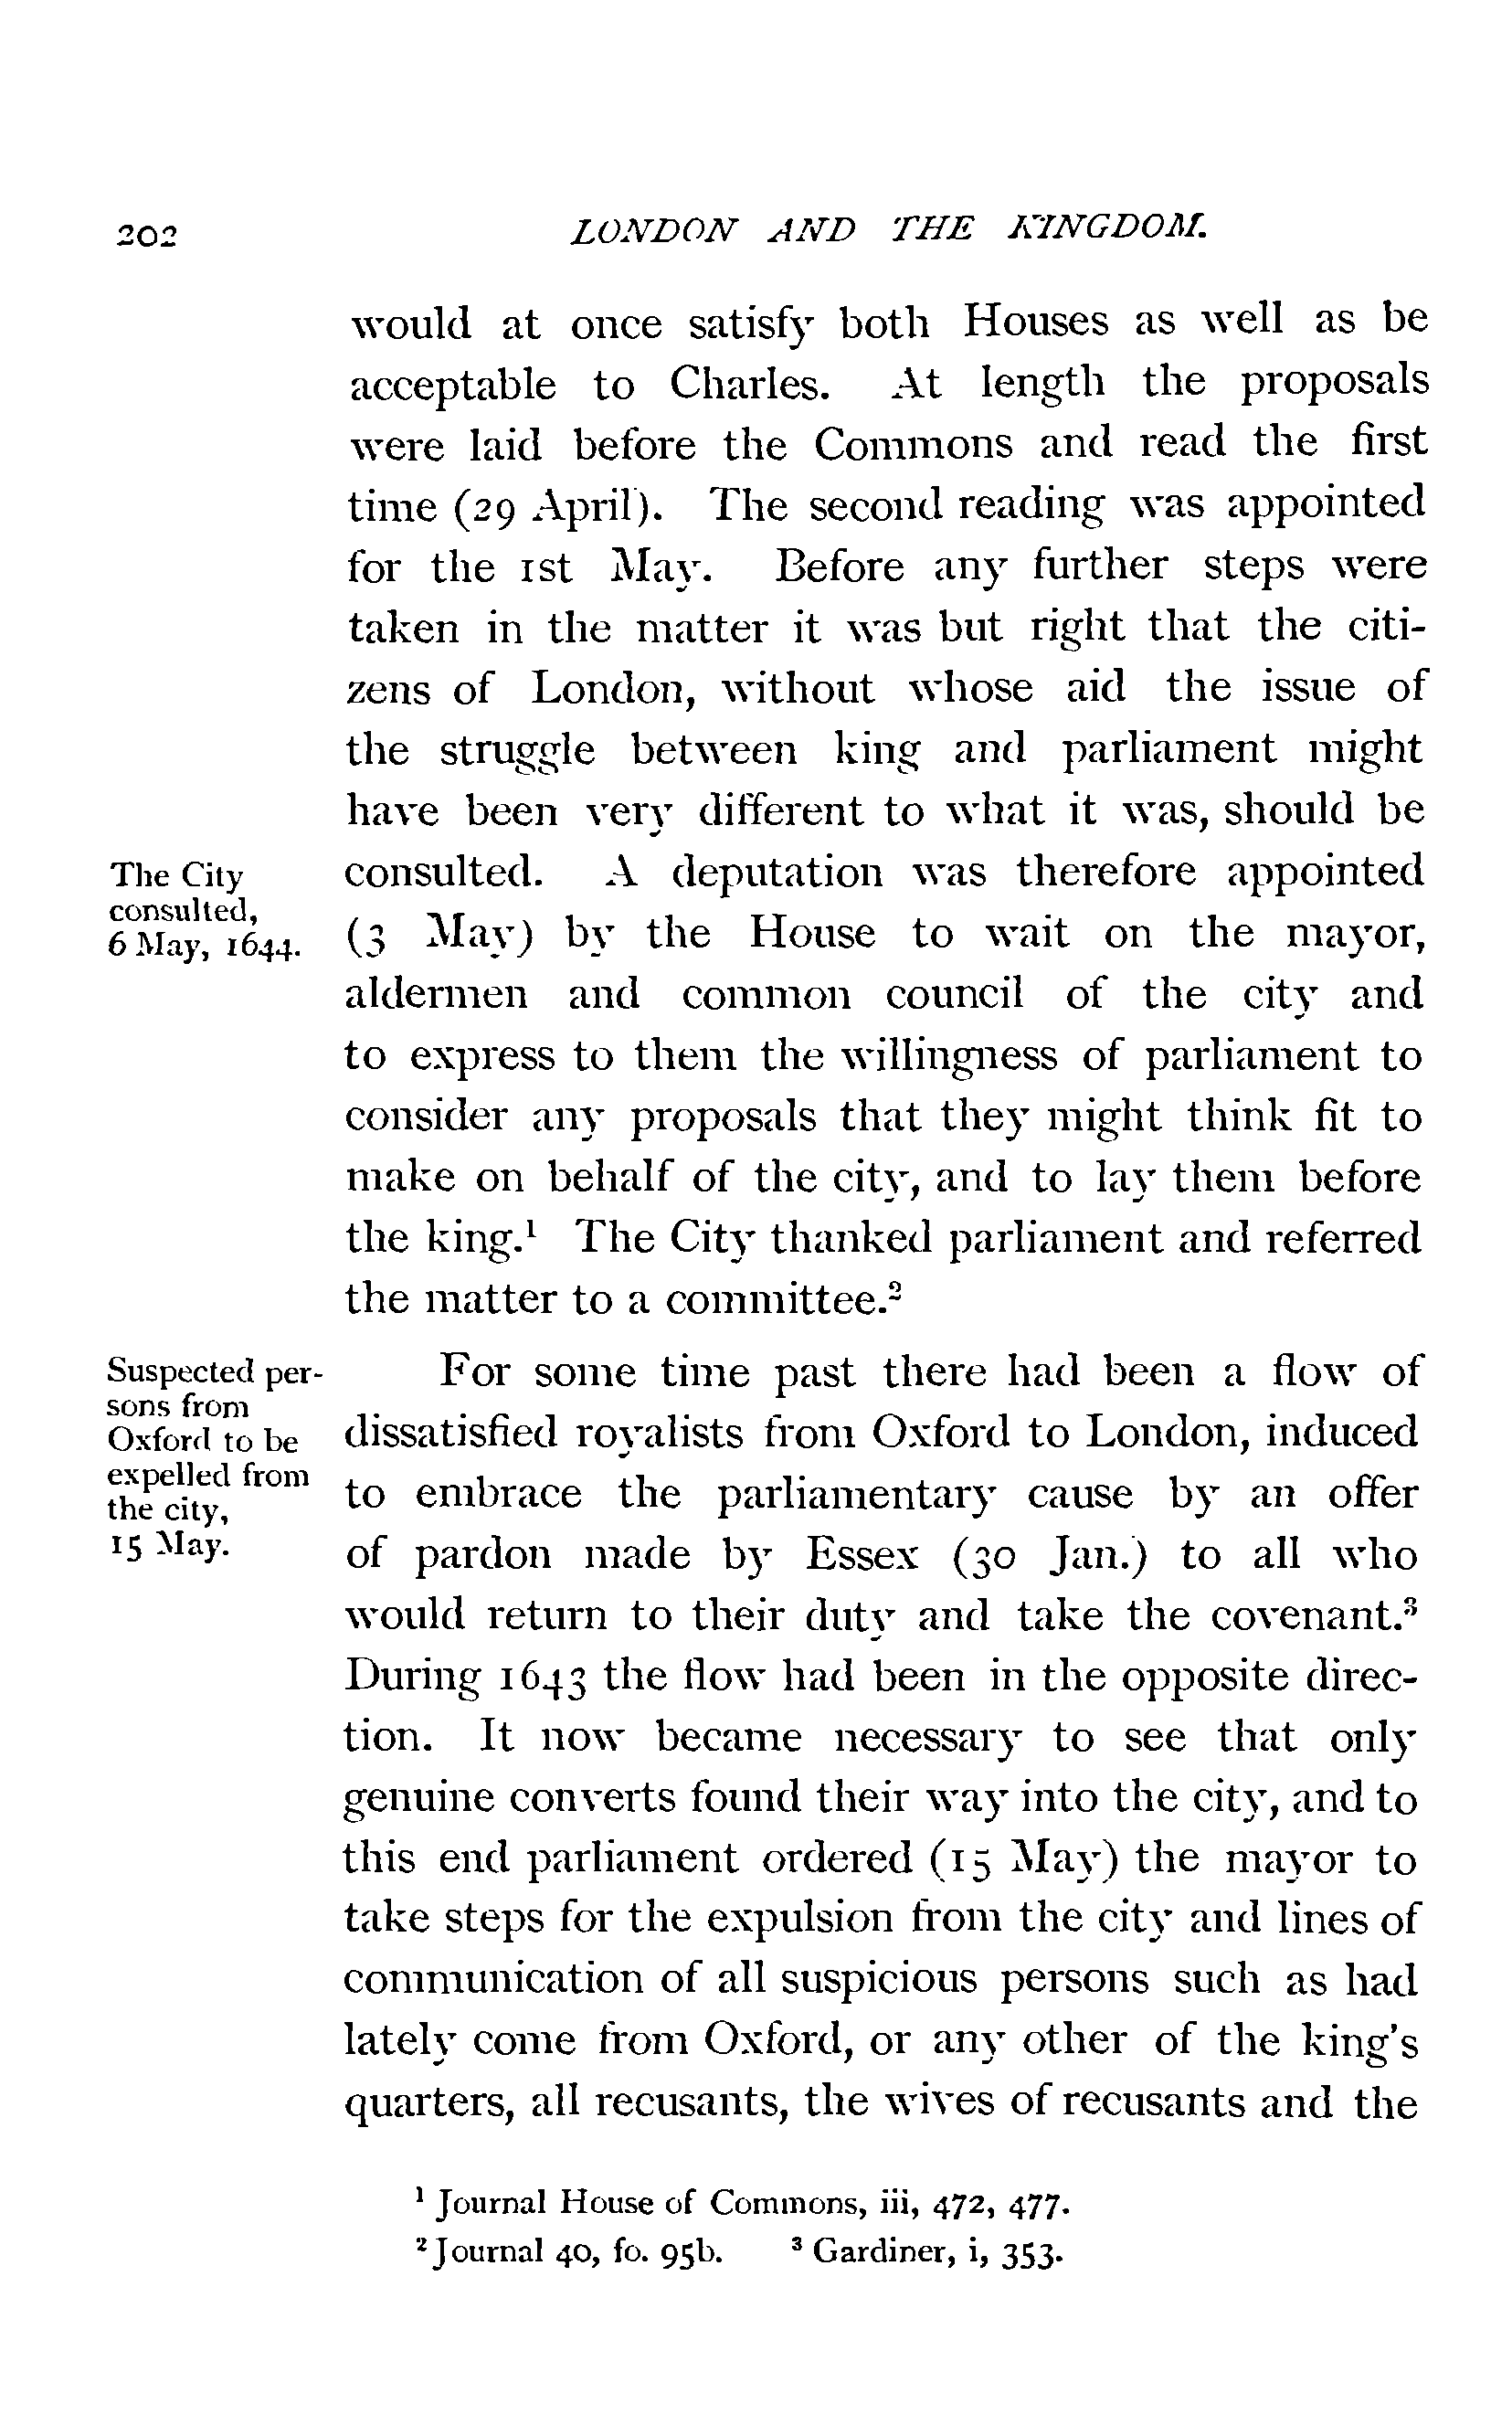 202 LONDON AND THE KINGDOM.
would at once satisfy both Houses as well as be
acceptable to Charles. At length the proposals
were laid before the Commons and read the first
time (29 April). The second reading was appointed
for the 1st May. Before any further steps were
taken in the matter it was but right that the citi-
zens of London, without whose aid the issue of
the struggle between king and parliament might
have been very different to what it was, should be
The City
consulted,
6 May, 1644.
consulted. A deputation was therefore appointed
(3 May) by the House to wait on the mayor,
aldermen and common council of the city and
to express to them the willingness of parliament to
consider any proposals that they might think fit to
make on behalf of the city, and to lay them before
the king.¹ The City thanked parliament and referred
the matter to a committee.²
Suspected per-
sons from
Oxford to be
expelled from
the city,
15 May.
For some time past there had been a flow of
dissatisfied royalists from Oxford to London, induced
to embrace the parliamentary cause by an offer
of pardon made by Essex (30 Jan.) to all who
would return to their duty and take the covenant.³
During 1643 the flow had been in the opposite direc-
tion. It now became necessary to see that only
genuine converts found their way into the city, and to
this end parliament ordered (15 May) the mayor to
take steps for the expulsion from the city and lines of
communication of all suspicious persons such as had
lately come from Oxford, or any other of the king's
quarters, all recusants, the wives of recusants and the
¹ Journal House of Commons, iii, 472, 477.
² Journal 40, fo. 95b. ³ Gardiner, i, 353.